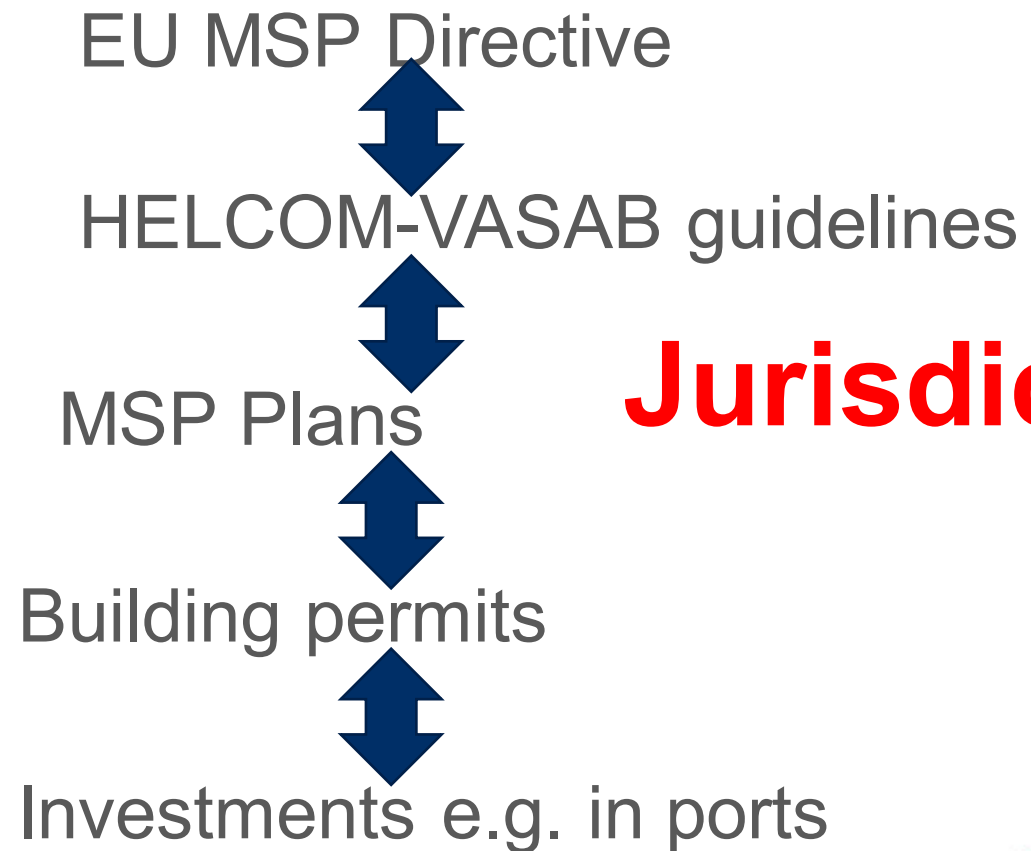 EU MSP Directive
HELCOM-VASAB guidelines
MSP Plans
Building permits
Investments e.g. in ports